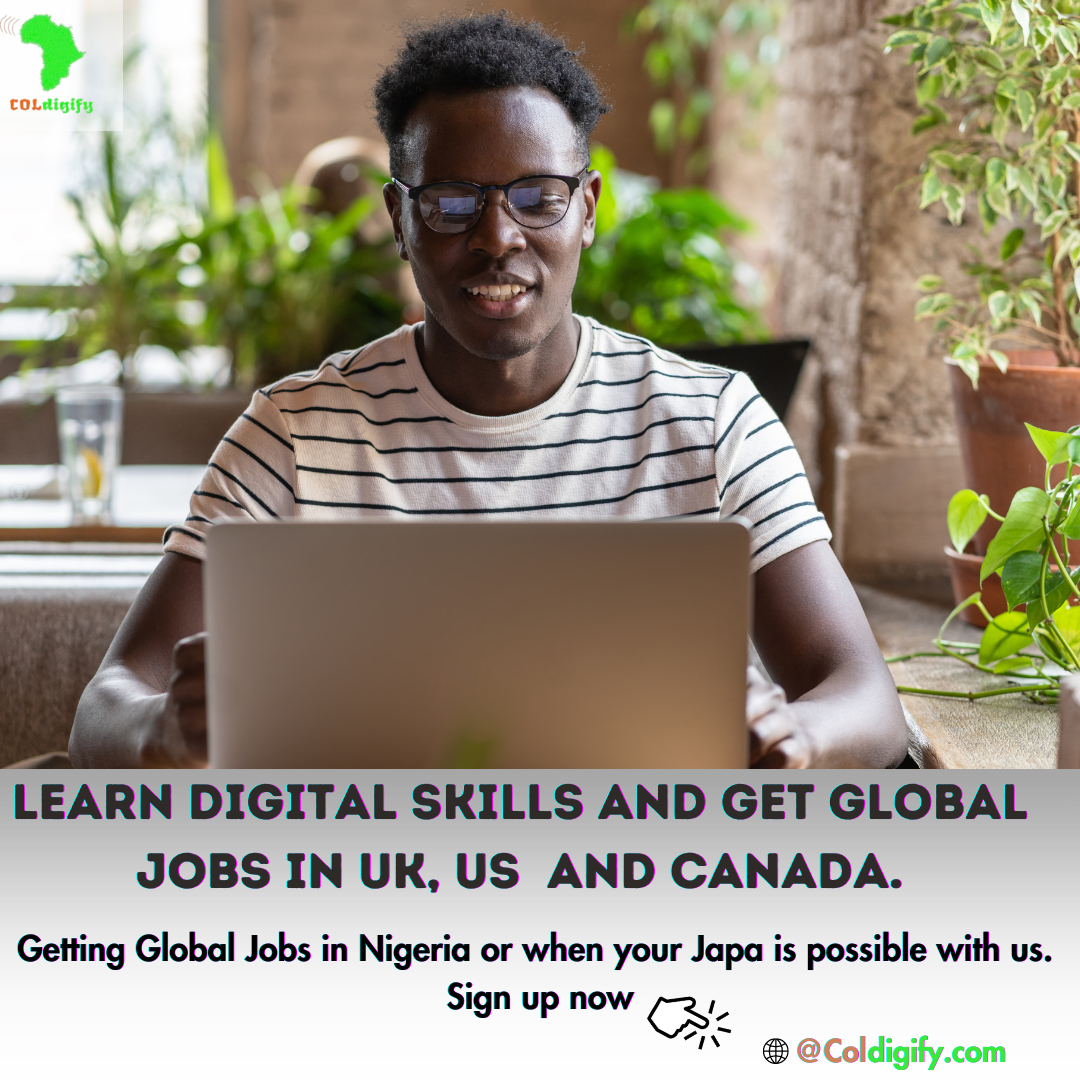 COLdigify
LEARN DIGITAL SKILLS AND GET GLOBAL
JOBS IN UK, US AND CANADA.
Getting Global Jobs in Nigeria or when your Japa is possible with us.
Sign up now
@Coldigify.com